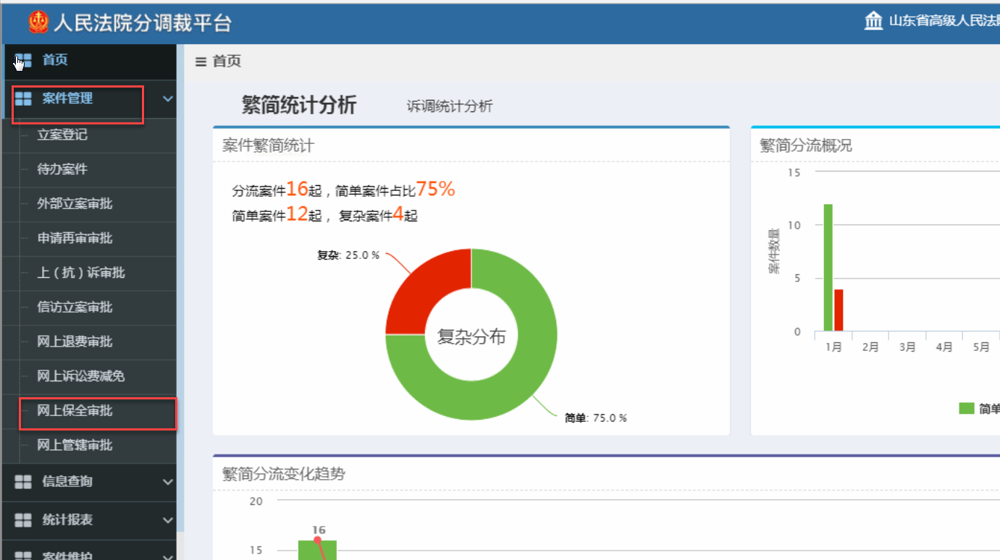 人民法院分调裁平台
山东省高级人民法院
首页
案件管理
立案登记
待办案件
外部立案审批
申请再审审批
上（抗）诉审批
信访立案审批
网上退费审批
网上诉讼费减免
网上保全审批
网上管辖审批
信息查询
统计报表
案件维护
首页
繁简统计分析
诉调统计分析
案件繁简统计
分流案件16起，简单案件占比75%
简单案件12起， 复杂案件4起
复杂: 25.0 %
复杂分布
简单: 75.0 %
繁简分流概况
15
10
5
0
案件数量
1月
2月
3月
4月
5月
简单
繁简分流变化趋势
20
16
15